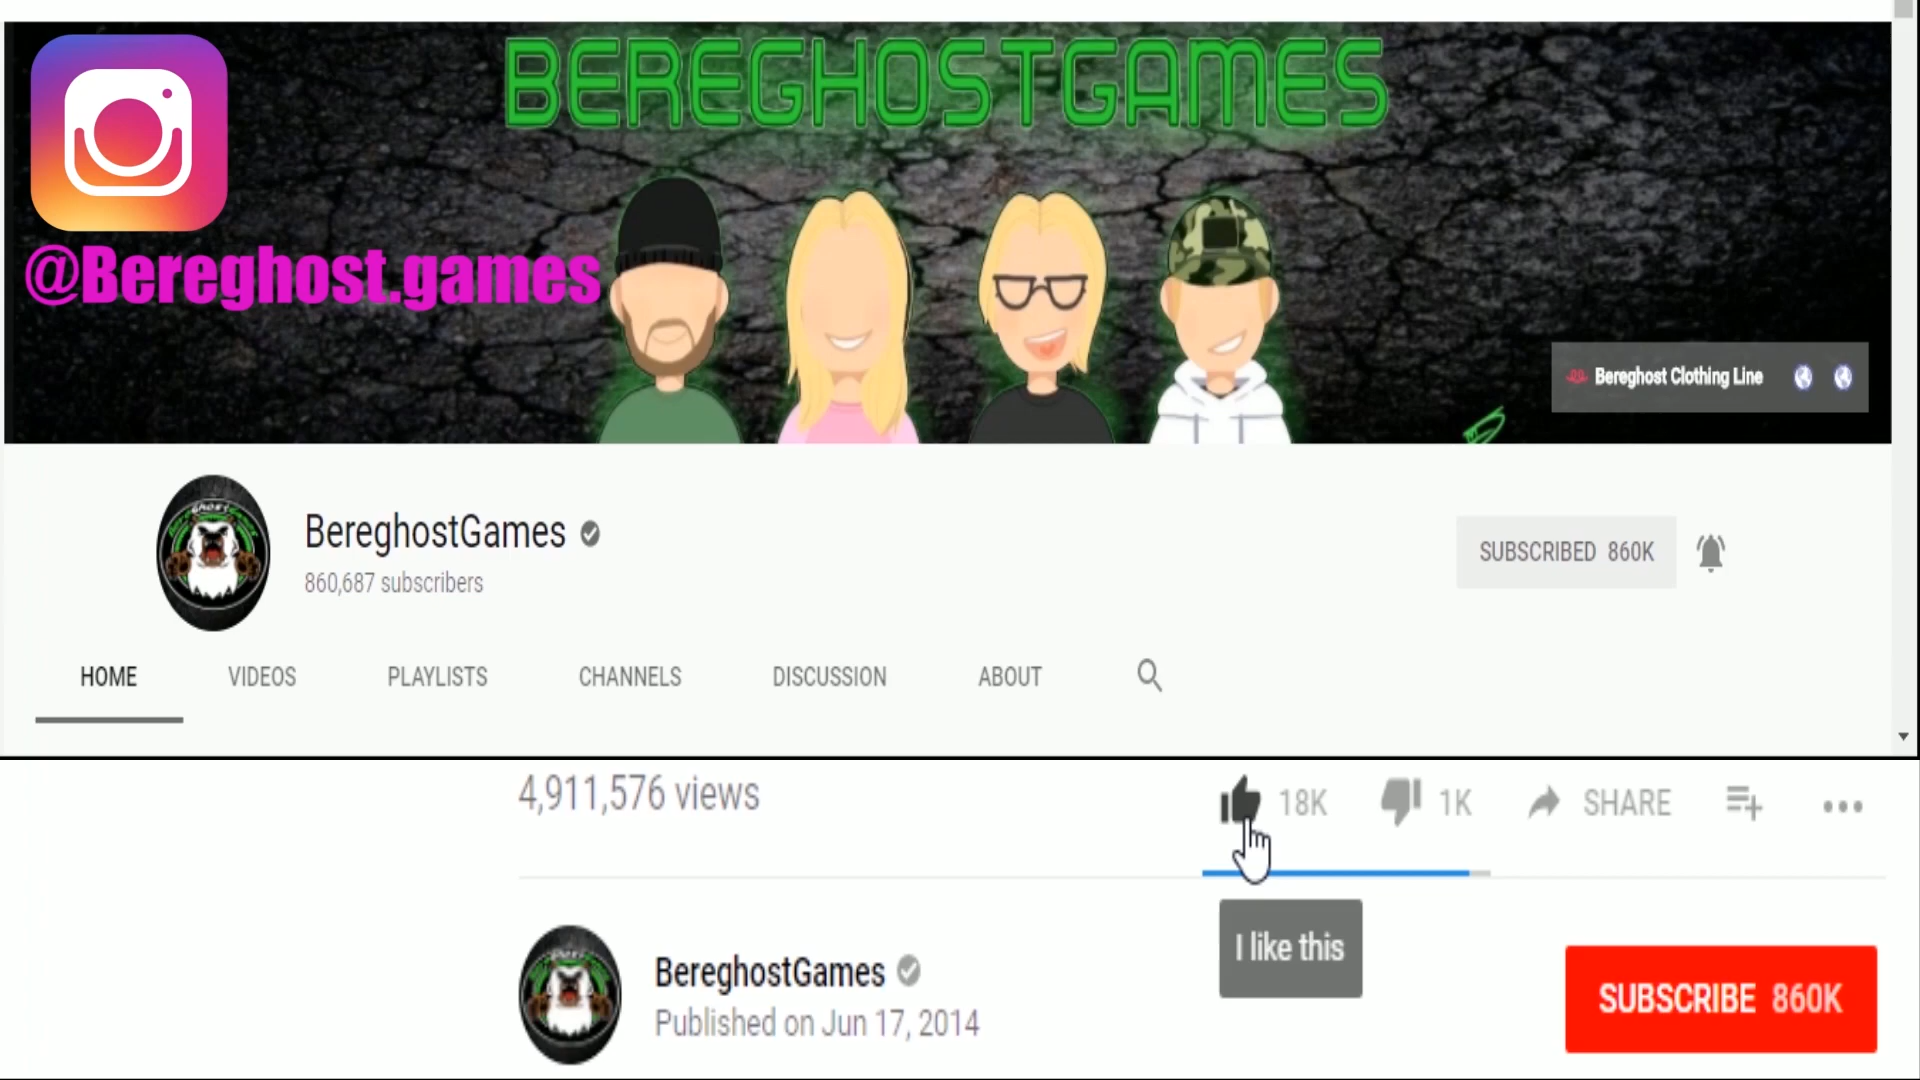 BEREGHOSTGAMES
@Bereghost.games
Bereghost Clothing Line
BereghostGames
860,687 subscribers
SUBSCRIBED 860K
HOME VIDEOS PLAYLISTS CHANNELS DISCUSSION ABOUT
4,911,576 views
18K 1K SHARE
I like this
BereghostGames
Published on Jun 17, 2014
SUBSCRIBE 860K